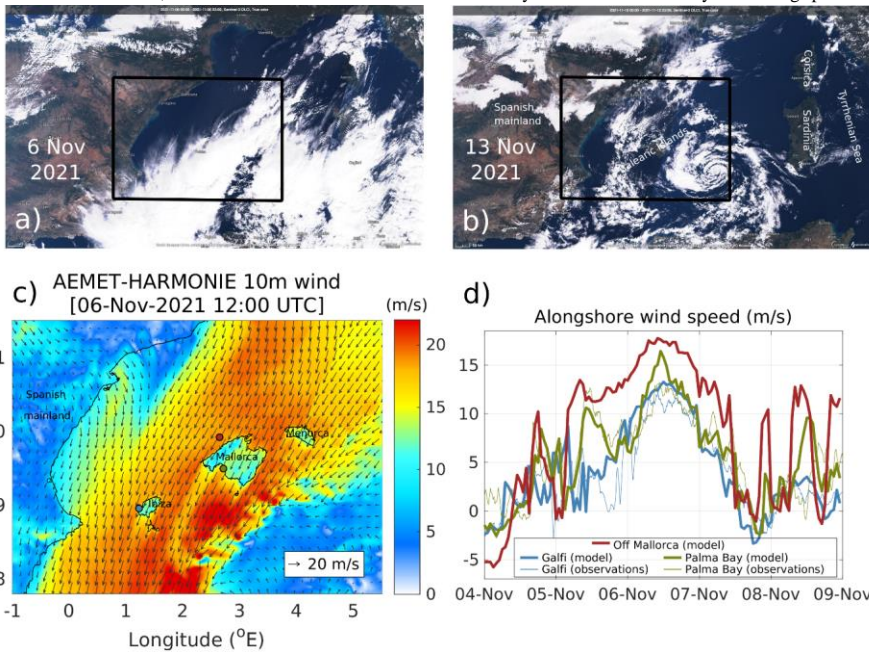 6 Nov
2021
a)
Spanish
mainland
Balearic Islands
Corsica
Sardinia
Tyrrhenian Sea
13 Nov
2021
b)
c)
AEMET-HARMONIE 10m wind
[06-Nov-2021 12:00 UTC]
(m/s)
Spanish
mainland
Menorca
Mallorca
Ibiza
20 m/s
20
15
10
5
0
1
0
9
8
-1 0 1 2 3 4 5
Longitude (°E)
d)
Alongshore wind speed (m/s)
15
10
5
0
-5
Off Mallorca (model)
Galfi (model) Palma Bay (model)
Galfi (observations) Palma Bay (observations)
04-Nov 05-Nov 06-Nov 07-Nov 08-Nov 09-Nov